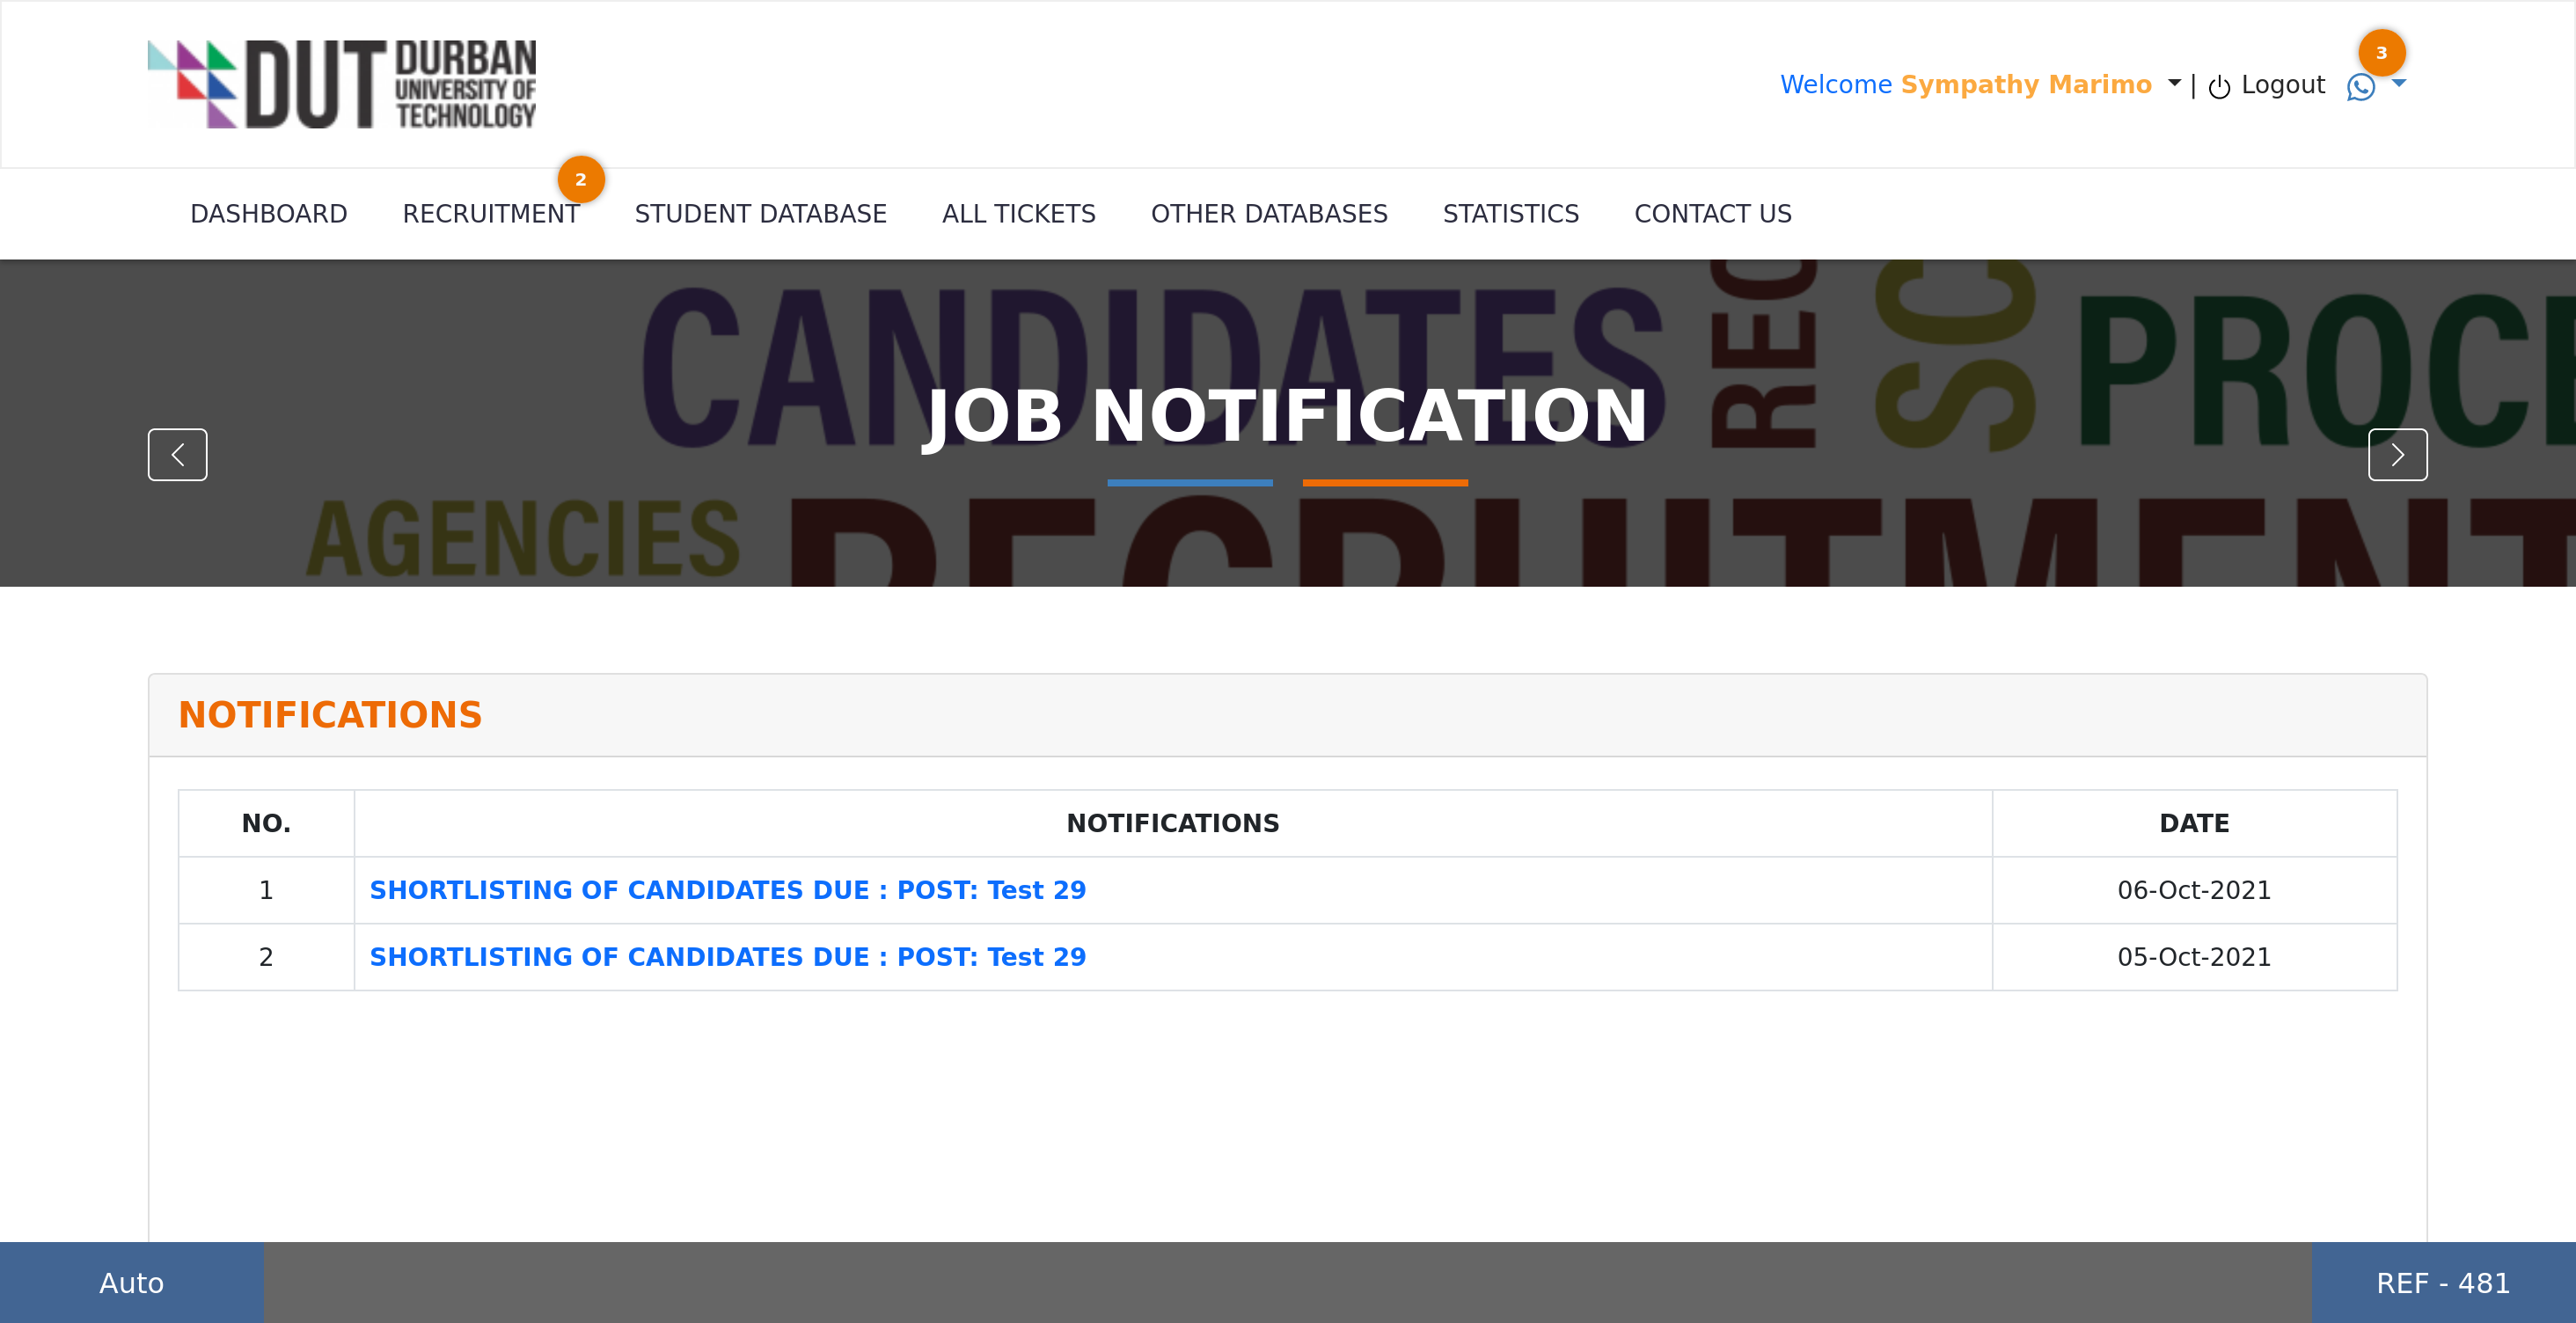 DUT DURBAN
UNIVERSITY OF
TECHNOLOGY
Welcome Sympathy Marimo | Logout 3
2
DASHBOARD RECRUITMENT STUDENT DATABASE ALL TICKETS OTHER DATABASES STATISTICS CONTACT US
CANDIDATES REC SC PROCE
JOB NOTIFICATION
AGENCIES RECRUITMENT
NOTIFICATIONS
NO. NOTIFICATIONS DATE
1 SHORTLISTING OF CANDIDATES DUE : POST: Test 29 06-Oct-2021
2 SHORTLISTING OF CANDIDATES DUE : POST: Test 29 05-Oct-2021
Auto REF - 481